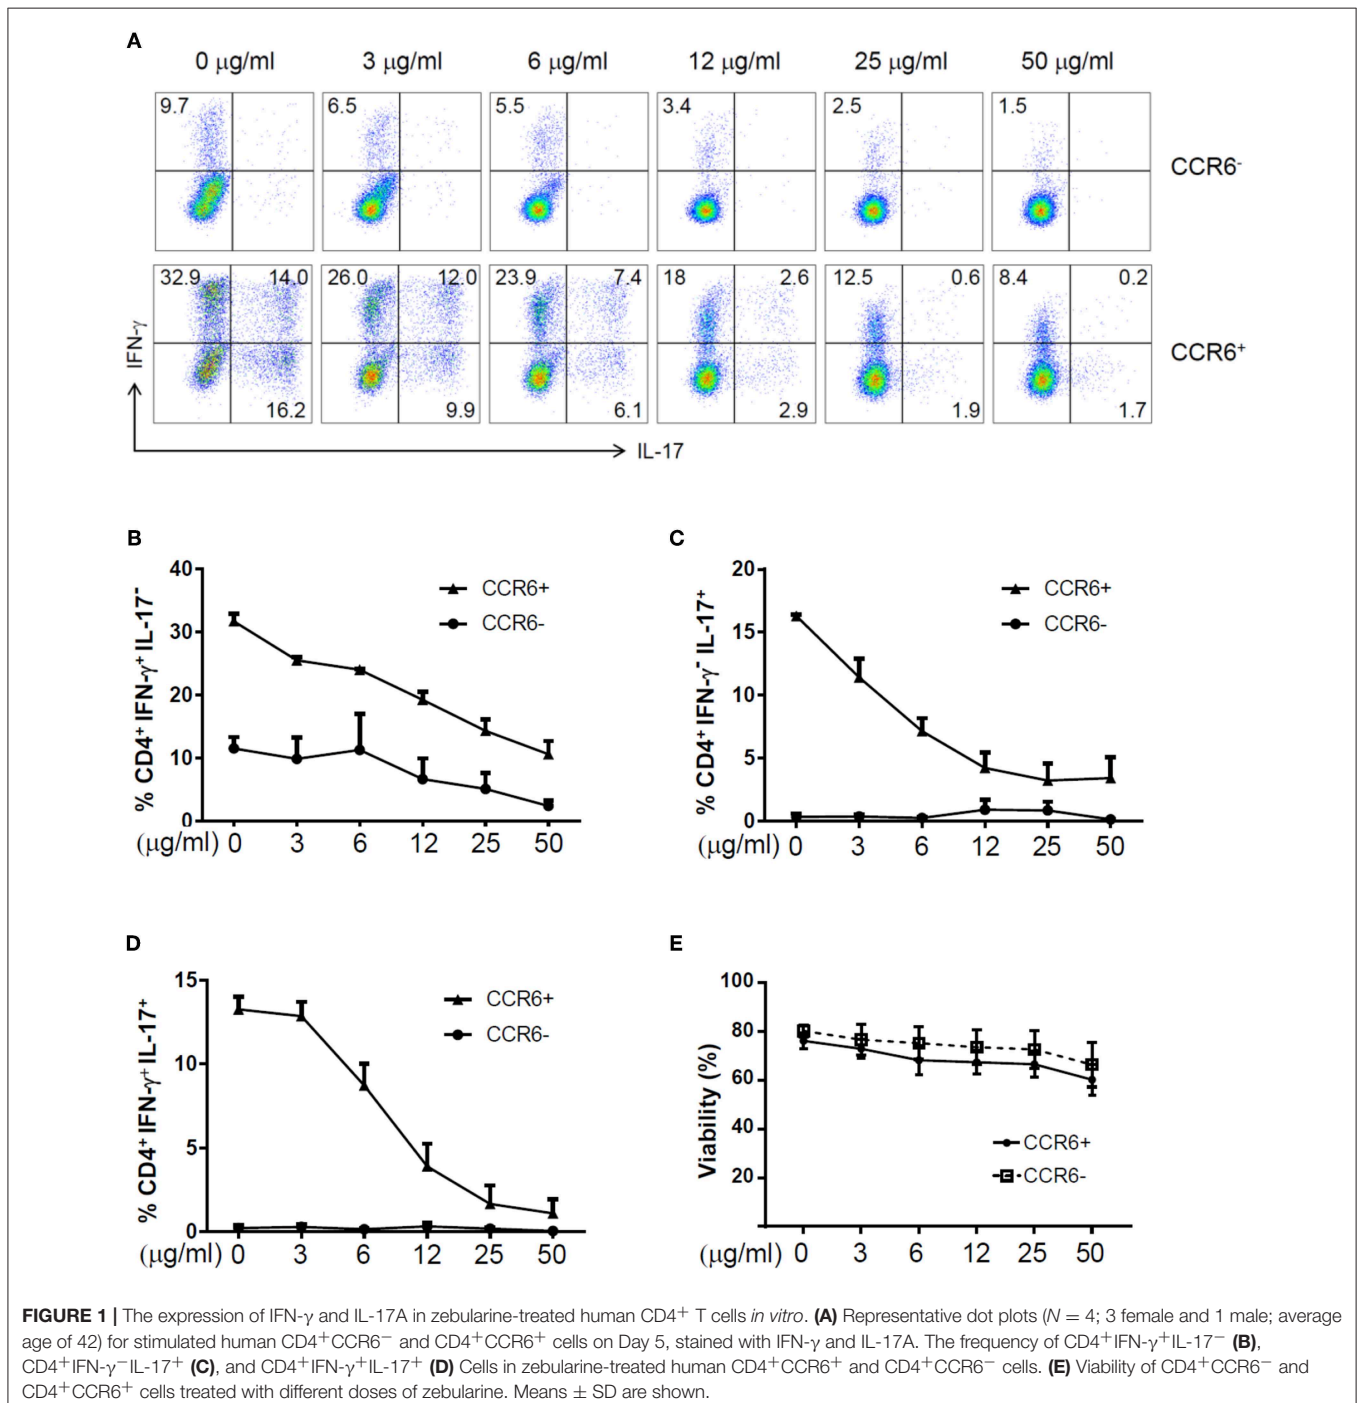 A
0 μg/ml 3 μg/ml 6 μg/ml 12 μg/ml 25 μg/ml 50 μg/ml
9.7 6.5 5.5 3.4 2.5 1.5
CCR6-
32.9 14.0 26.0 12.0 23.9 7.4 18 2.6 12.5 0.6 8.4 0.2
CCR6+
16.2 9.9 6.1 2.9 1.9 1.7
IFN-γ
IL-17
B
% CD4+ IFN-γ+ IL-17-
40
30
20
10
0
CCR6+
CCR6-
(μg/ml) 0 3 6 12 25 50
C
% CD4+ IFN-γ- IL-17+
20
15
10
5
0
CCR6+
CCR6-
(μg/ml) 0 3 6 12 25 50
D
% CD4+ IFN-γ+ IL-17+
15
10
5
0
CCR6+
CCR6-
(μg/ml) 0 3 6 12 25 50
E
Viability (%)
100
80
60
40
20
CCR6+
CCR6-
(μg/ml) 0 3 6 12 25 50
FIGURE 1 | The expression of IFN-γ and IL-17A in zebularine-treated human CD4+ T cells in vitro. (A) Representative dot plots (N = 4; 3 female and 1 male; average
age of 42) for stimulated human CD4+CCR6− and CD4+CCR6+ cells on Day 5, stained with IFN-γ and IL-17A. The frequency of CD4+IFN-γ+IL-17− (B),
CD4+IFN-γ−IL-17+ (C), and CD4+IFN-γ+IL-17+ (D) Cells in zebularine-treated human CD4+CCR6+ and CD4+CCR6− cells. (E) Viability of CD4+CCR6− and
CD4+CCR6+ cells treated with different doses of zebularine. Means ± SD are shown.